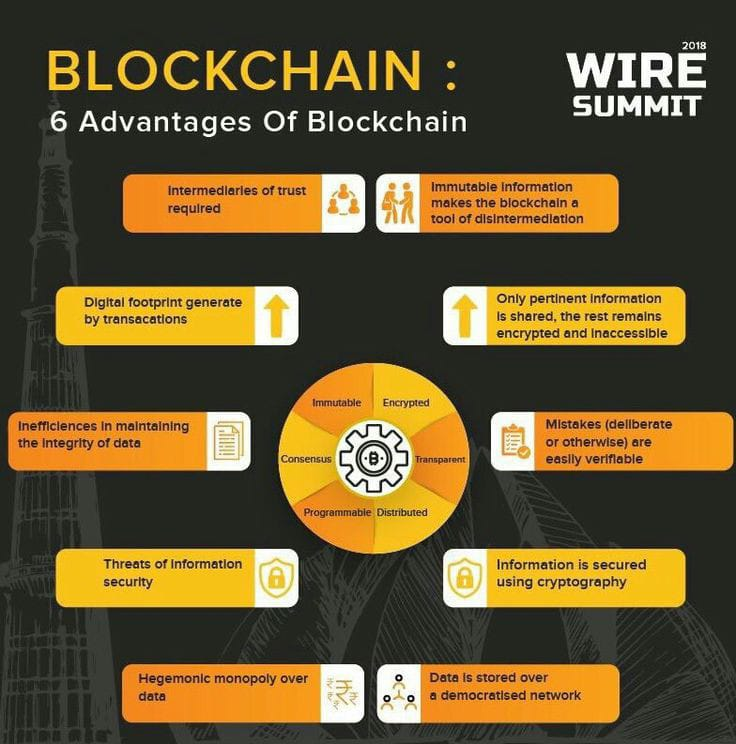 BLOCKCHAIN :
6 Advantages Of Blockchain
2018
WIRE
SUMMIT
Intermediaries of trust
required
Immutable information
makes the blockchain a
tool of disintermediation
Digital footprint generate
by transacations
Only pertinent information
is shared, the rest remains
encrypted and inaccessible
Inefficiences in maintaining
the integrity of data
Mistakes (deliberate
or otherwise) are
easily verifiable
Immutable
Encrypted
Consensus
Transparent
Programmable
Distributed
Threats of information
security
Information is secured
using cryptography
Hegemonic monopoly over
data
Data is stored over
a democratised network